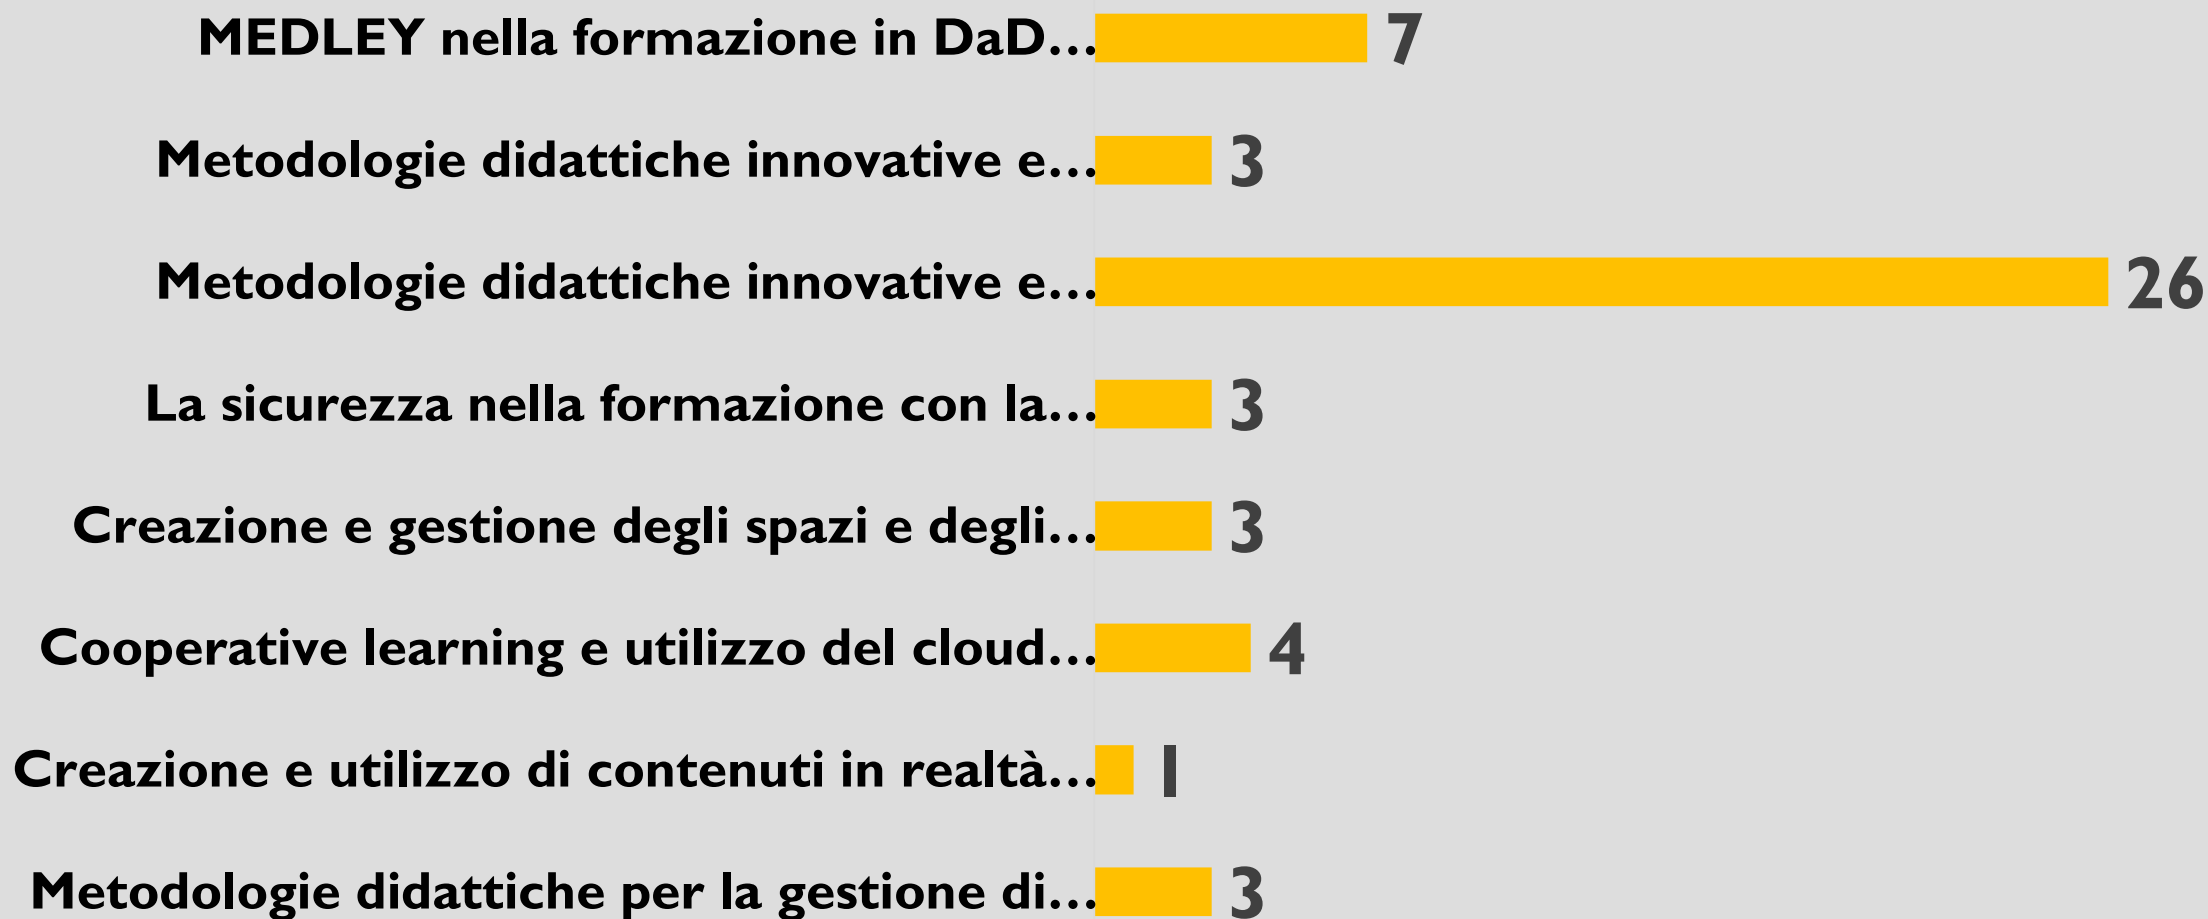 MEDLEY nella formazione in DaD… 7
Metodologie didattiche innovative e… 3
Metodologie didattiche innovative e… 26
La sicurezza nella formazione con la… 3
Creazione e gestione degli spazi e degli… 3
Cooperative learning e utilizzo del cloud… 4
Creazione e utilizzo di contenuti in realtà… 1
Metodologie didattiche per la gestione di… 3